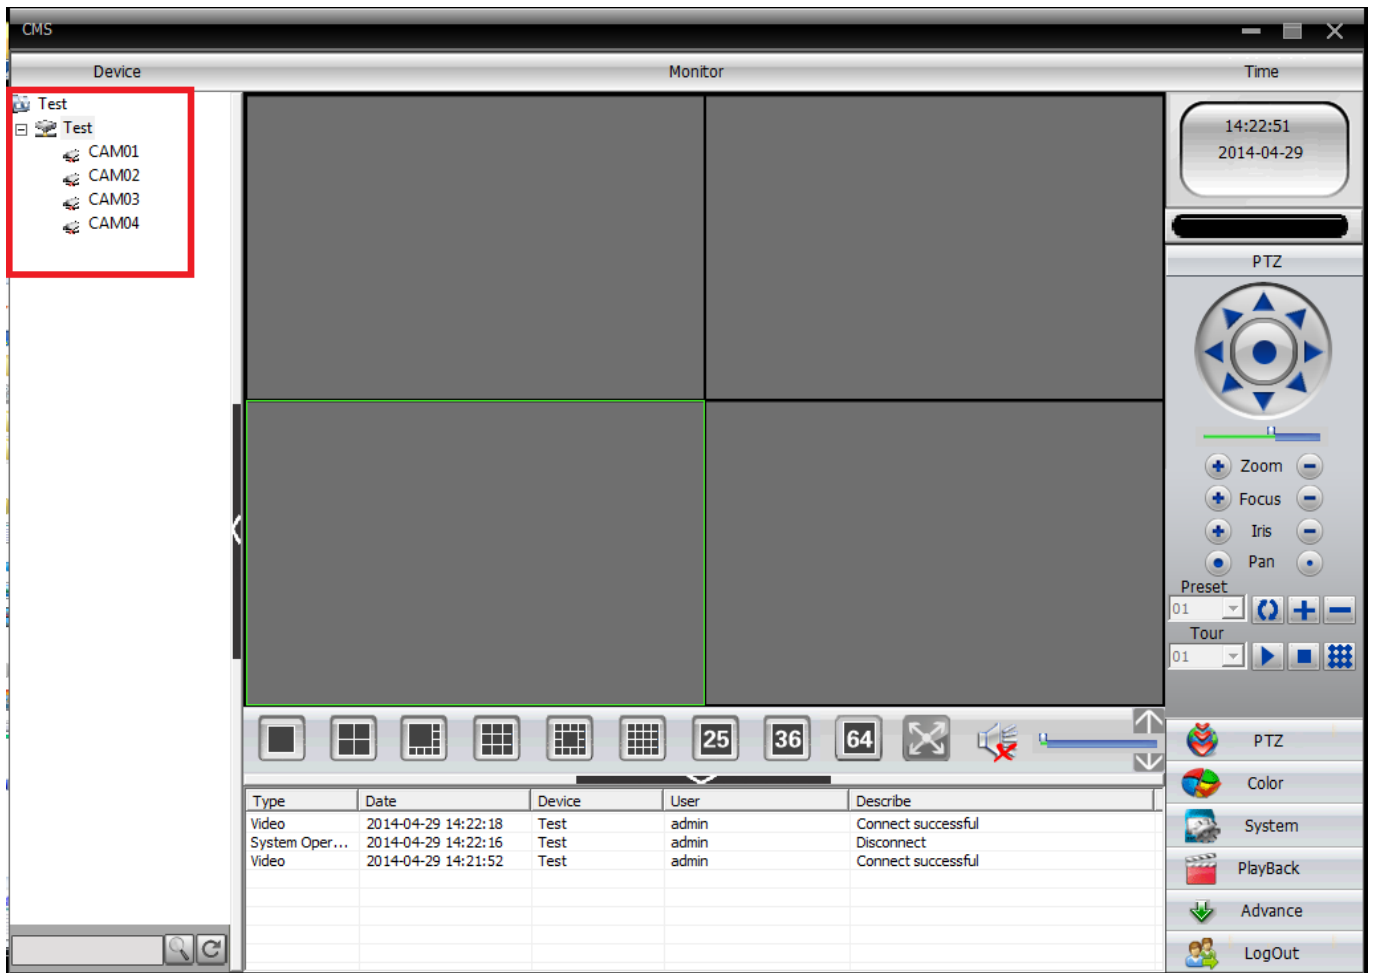 CMS
Device Monitor Time
Test
Test
CAM01
CAM02
CAM03
CAM04
14:22:51
2014-04-29
PTZ
Zoom
Focus
Iris
Pan
Preset
01
Tour
01
25 36 64
PTZ
Color
System
PlayBack
Advance
LogOut
Type Date Device User Describe
Video 2014-04-29 14:22:18 Test admin Connect successful
System Oper... 2014-04-29 14:22:16 Test admin Disconnect
Video 2014-04-29 14:21:52 Test admin Connect successful